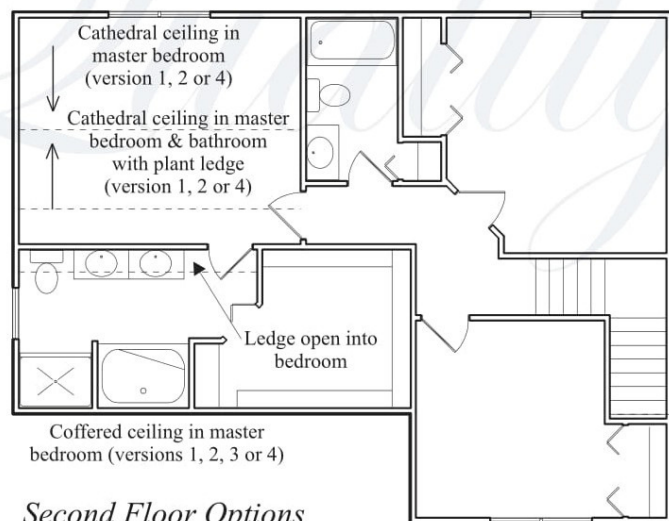 Cathedral ceiling in
master bedroom
(version 1, 2 or 4)
Cathedral ceiling in master
bedroom & bathroom
with plant ledge
(version 1, 2 or 4)
Ledge open into
bedroom
Coffered ceiling in master
bedroom (versions 1, 2, 3 or 4)
Second Floor Options